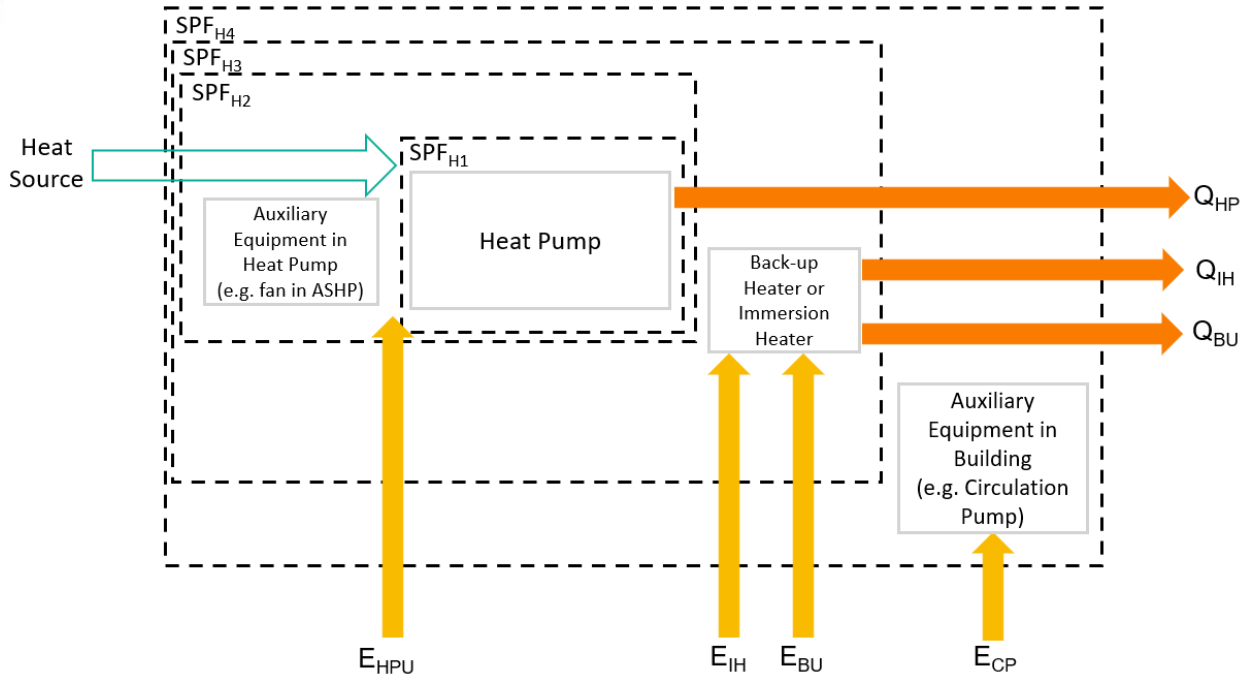 SPFH4
SPFH3
SPFH2
Heat
Source
SPFH1
Auxiliary
Equipment in
Heat Pump
(e.g. fan in ASHP)
Heat Pump
QHP
Back-up
Heater or
Immersion
Heater
QIH
QBU
Auxiliary
Equipment in
Building
(e.g. Circulation
Pump)
EHPU
EIH
EBU
ECP